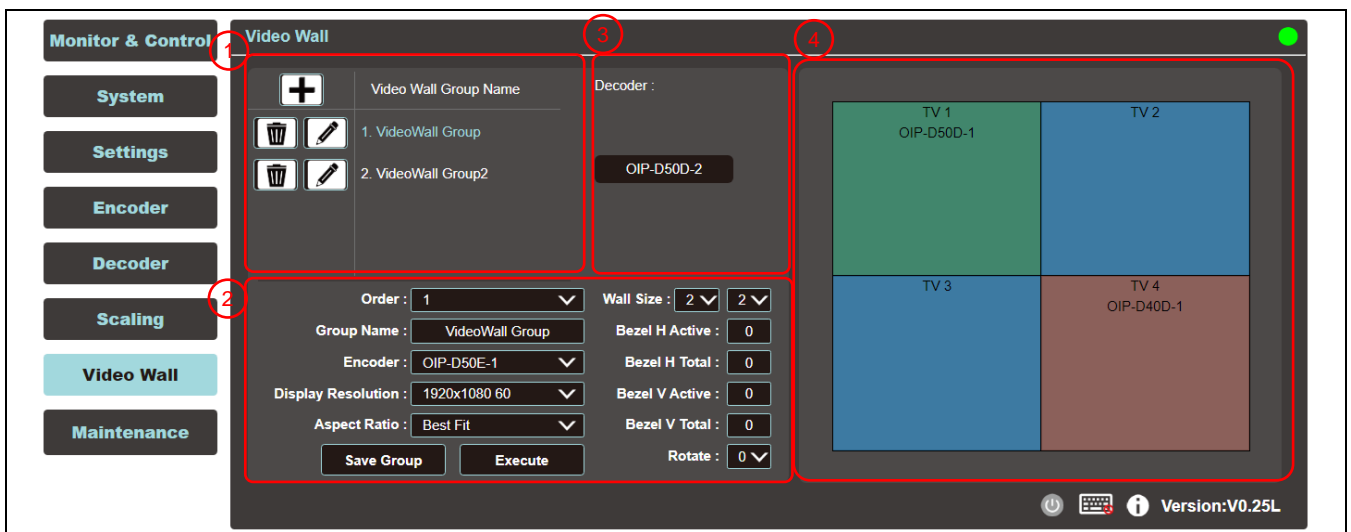 Monitor & Control
System
Settings
Encoder
Decoder
Scaling
Video Wall
Maintenance
Video Wall
1
Video Wall Group Name
1. VideoWall Group
2. VideoWall Group2
3
Decoder :
OIP-D50D-2
4
TV 1
OIP-D50D-1
TV 2
TV 3
TV 4
OIP-D40D-1
2
Order : 1
Group Name : VideoWall Group
Encoder : OIP-D50E-1
Display Resolution : 1920x1080 60
Aspect Ratio : Best Fit
Save Group Execute
Wall Size : 2 2
Bezel H Active : 0
Bezel H Total : 0
Bezel V Active : 0
Bezel V Total : 0
Rotate : 0
Version:V0.25L